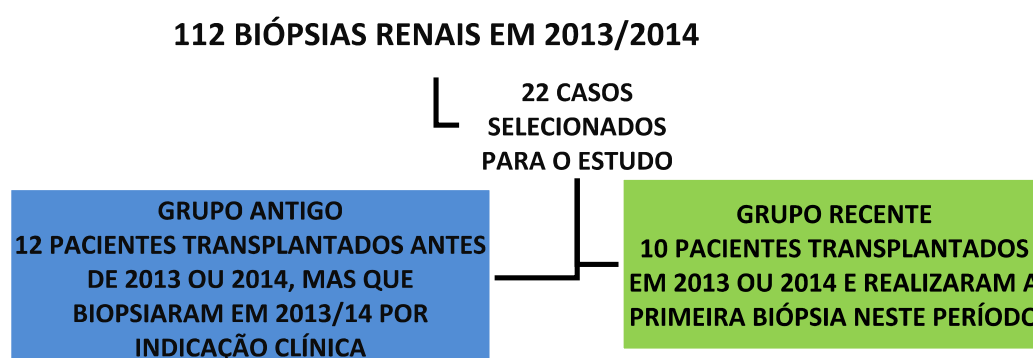 112 BIÓPSIAS RENAIS EM 2013/2014
22 CASOS
SELECIONADOS
PARA O ESTUDO
GRUPO ANTIGO
12 PACIENTES TRANSPLANTADOS ANTES
DE 2013 OU 2014, MAS QUE
BIOPSIARAM EM 2013/14 POR
INDICAÇÃO CLÍNICA
GRUPO RECENTE
10 PACIENTES TRANSPLANTADOS
EM 2013 OU 2014 E REALIZARAM A
PRIMEIRA BIÓPSIA NESTE PERÍODO